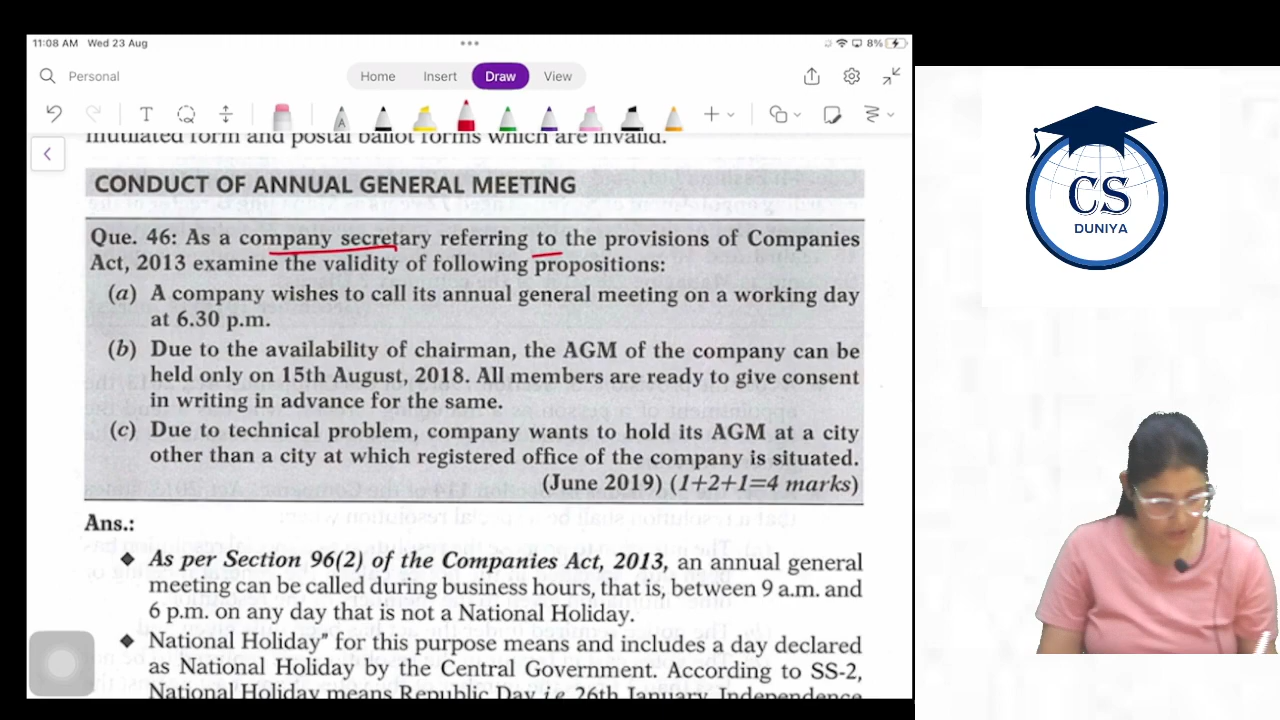 11:08 AM Wed 23 Aug
8%
Personal
Home Insert Draw View
mutilated form and postal ballot forms which are invalid.
CONDUCT OF ANNUAL GENERAL MEETING
Que. 46: As a company secretary referring to the provisions of Companies
Act, 2013 examine the validity of following propositions:
(a) A company wishes to call its annual general meeting on a working day
at 6.30 p.m.
(b) Due to the availability of chairman, the AGM of the company can be
held only on 15th August, 2018. All members are ready to give consent
in writing in advance for the same.
(c) Due to technical problem, company wants to hold its AGM at a city
other than a city at which registered office of the company is situated.
(June 2019) (1+2+1=4 marks)
Ans.:
❖ As per Section 96(2) of the Companies Act, 2013, an annual general
meeting can be called during business hours, that is, between 9 a.m. and
6 p.m. on any day that is not a National Holiday.
❖ National Holiday" for this purpose means and includes a day declared
as National Holiday by the Central Government. According to SS-2,
National Holiday means Republic Day i.e. 26th January, Independence
CS
DUNIYA